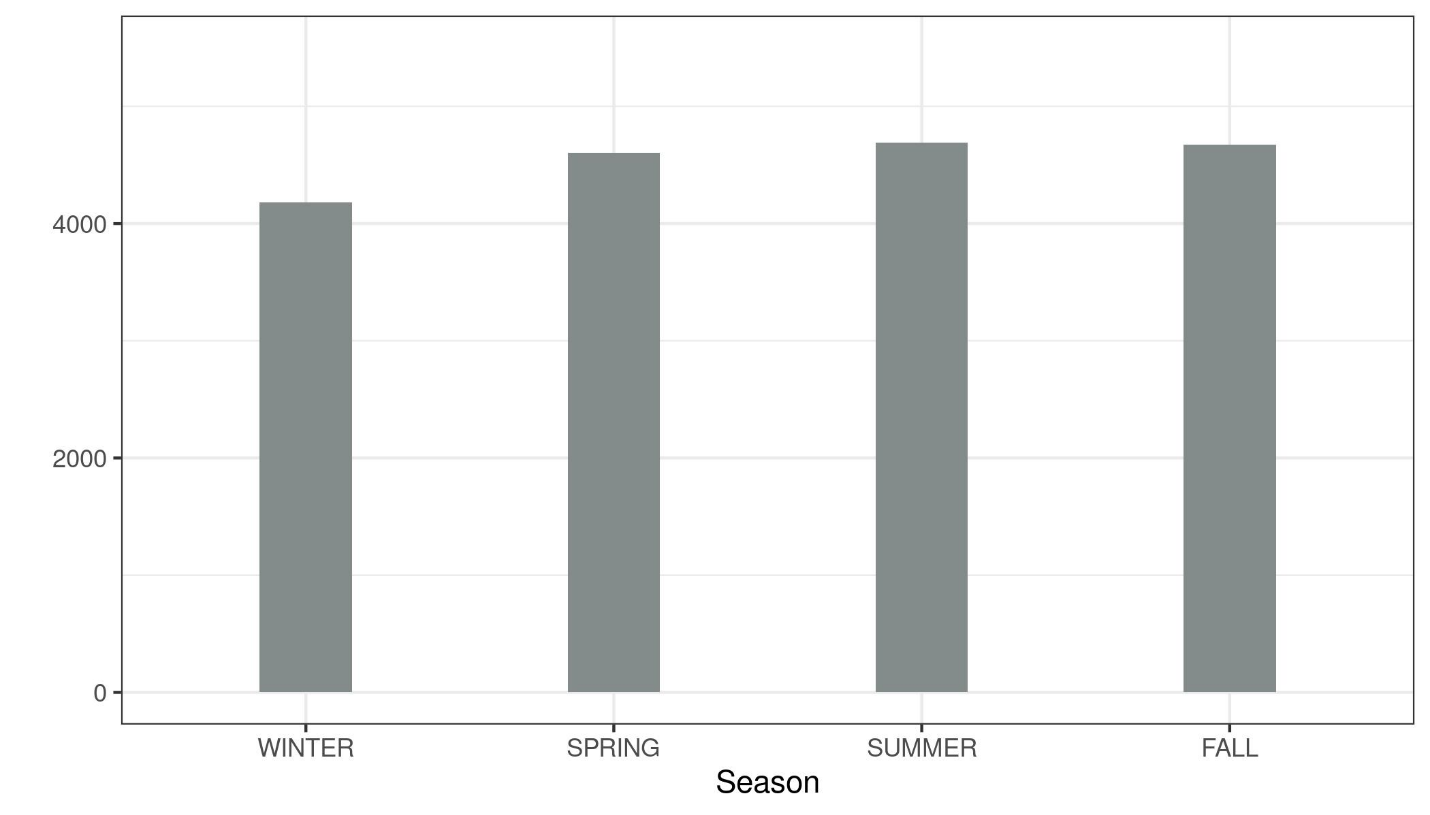 4000
2000
0
WINTER SPRING SUMMER FALL
Season